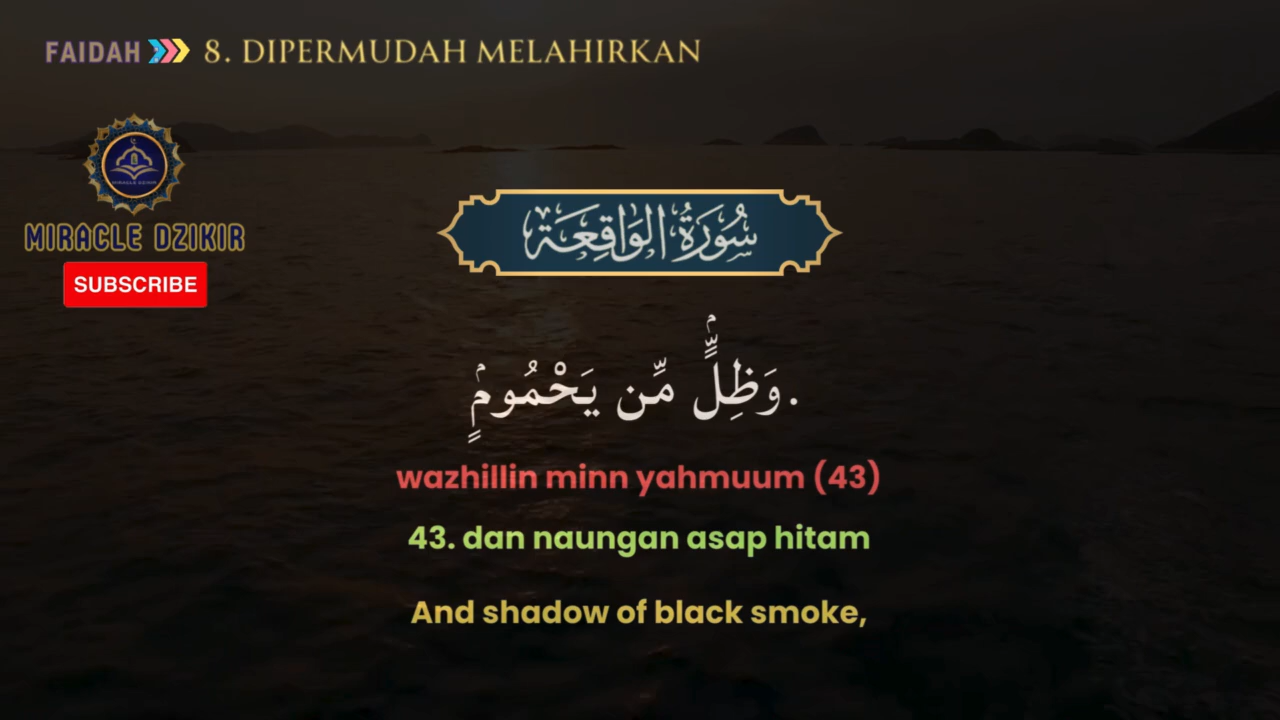 FAIDAH 8. DIPERMUDAH MELAHIRKAN
MIRACLE DZIKIR
SUBSCRIBE
سُورَةُ الوَاقِعَة
وَظِلٍّۢ مِّن يَحْمُومٍۢ.
wazhillin minn yahmuum (43)
43. dan naungan asap hitam
And shadow of black smoke,